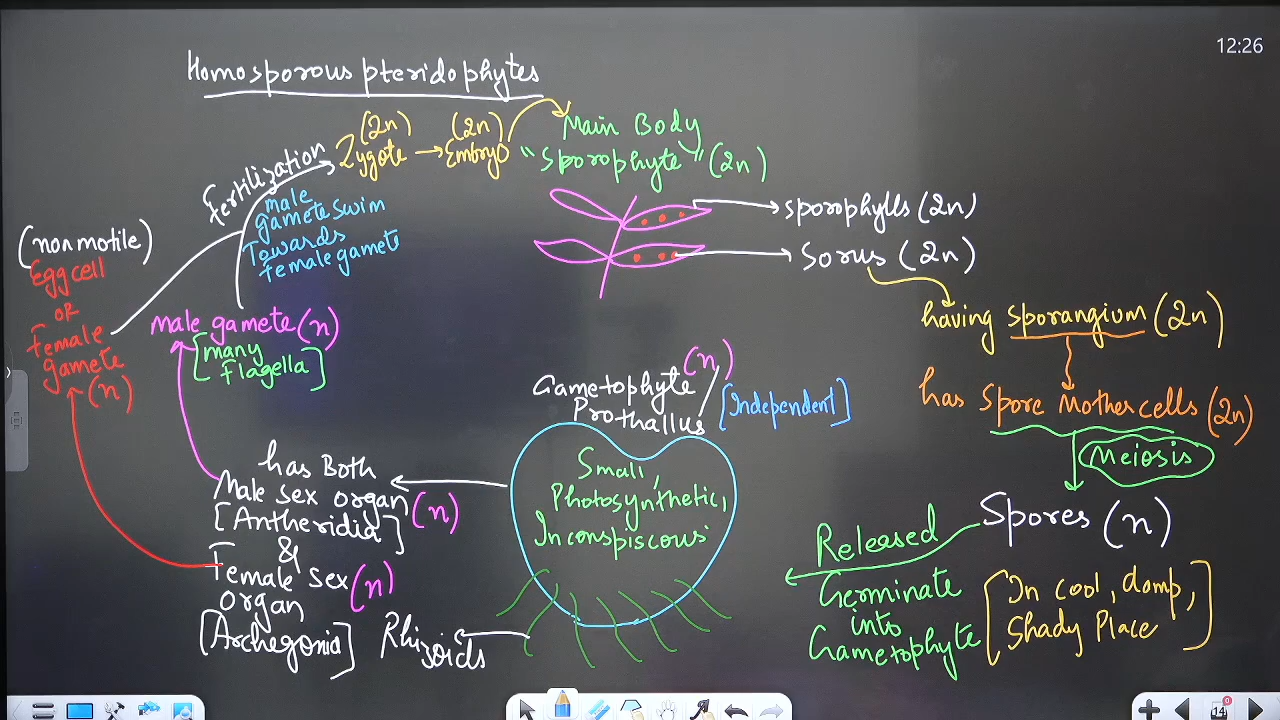 12:26
Homosporous pteridophytes
(2n) (2n)
Zygote → Embryo
Main Body
"Sporophyte" (2n)
Fertilization
male
gamete swim
Towards
female gamete
(non motile)
Egg cell
or
Female
gamete
(n)
Male gamete (n)
[many
flagella]
sporophylls (2n)
Sorus (2n)
having sporangium (2n)
has Spore Mother cells (2n)
Meiosis
Spores (n)
Released
Germinate
into
Gametophyte
[In cool, damp,
Shady Place]
(n)
Gametophyte
Prothallus
[Independent]
Small,
Photosynthetic,
Inconspiscous
has Both
Male sex organ (n)
[Antheridia]
&
Female sex (n)
organ
[Archegonia]
Rhizoids
14